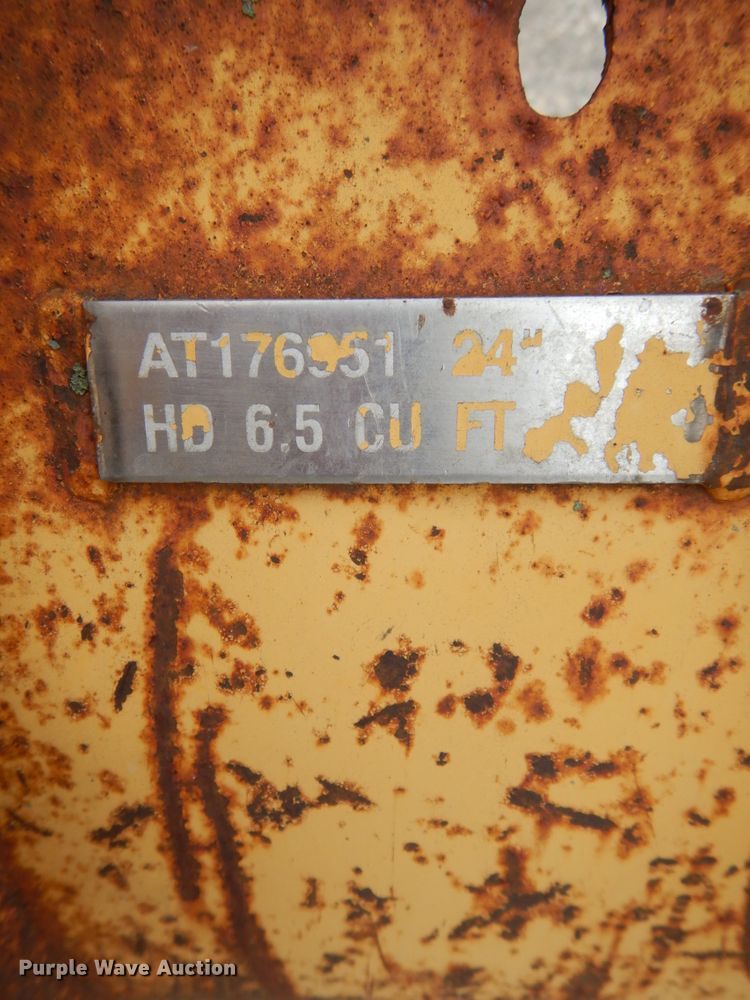 AT176951 24"
HD 6.5 CU FT
Purple Wave Auction